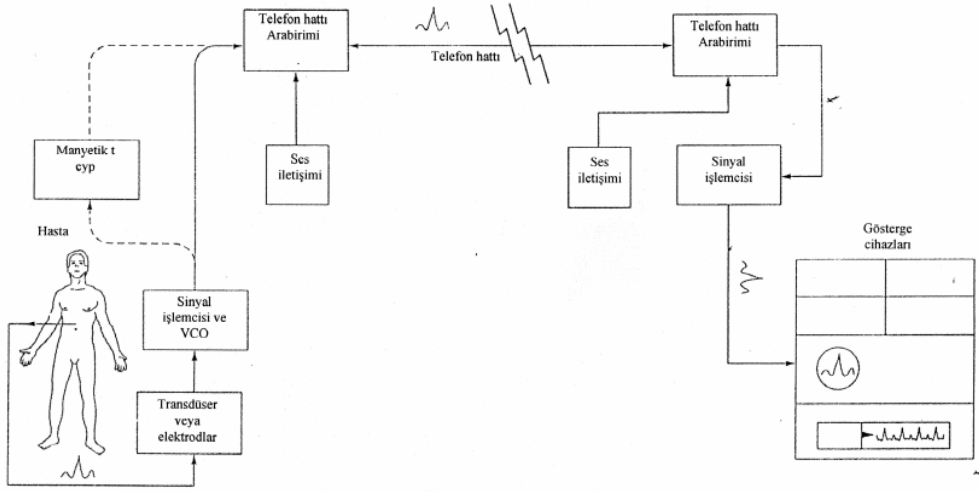 Telefon hattı
Arabirimi
Telefon hattı
Telefon hattı
Arabirimi
Manyetik t
eyp
Ses
iletişimi
Ses
iletişimi
Sinyal
işlemcisi
Hasta
Gösterge
cihazları
Sinyal
işlemcisi ve
VCO
Transdüser
veya
elektrodlar